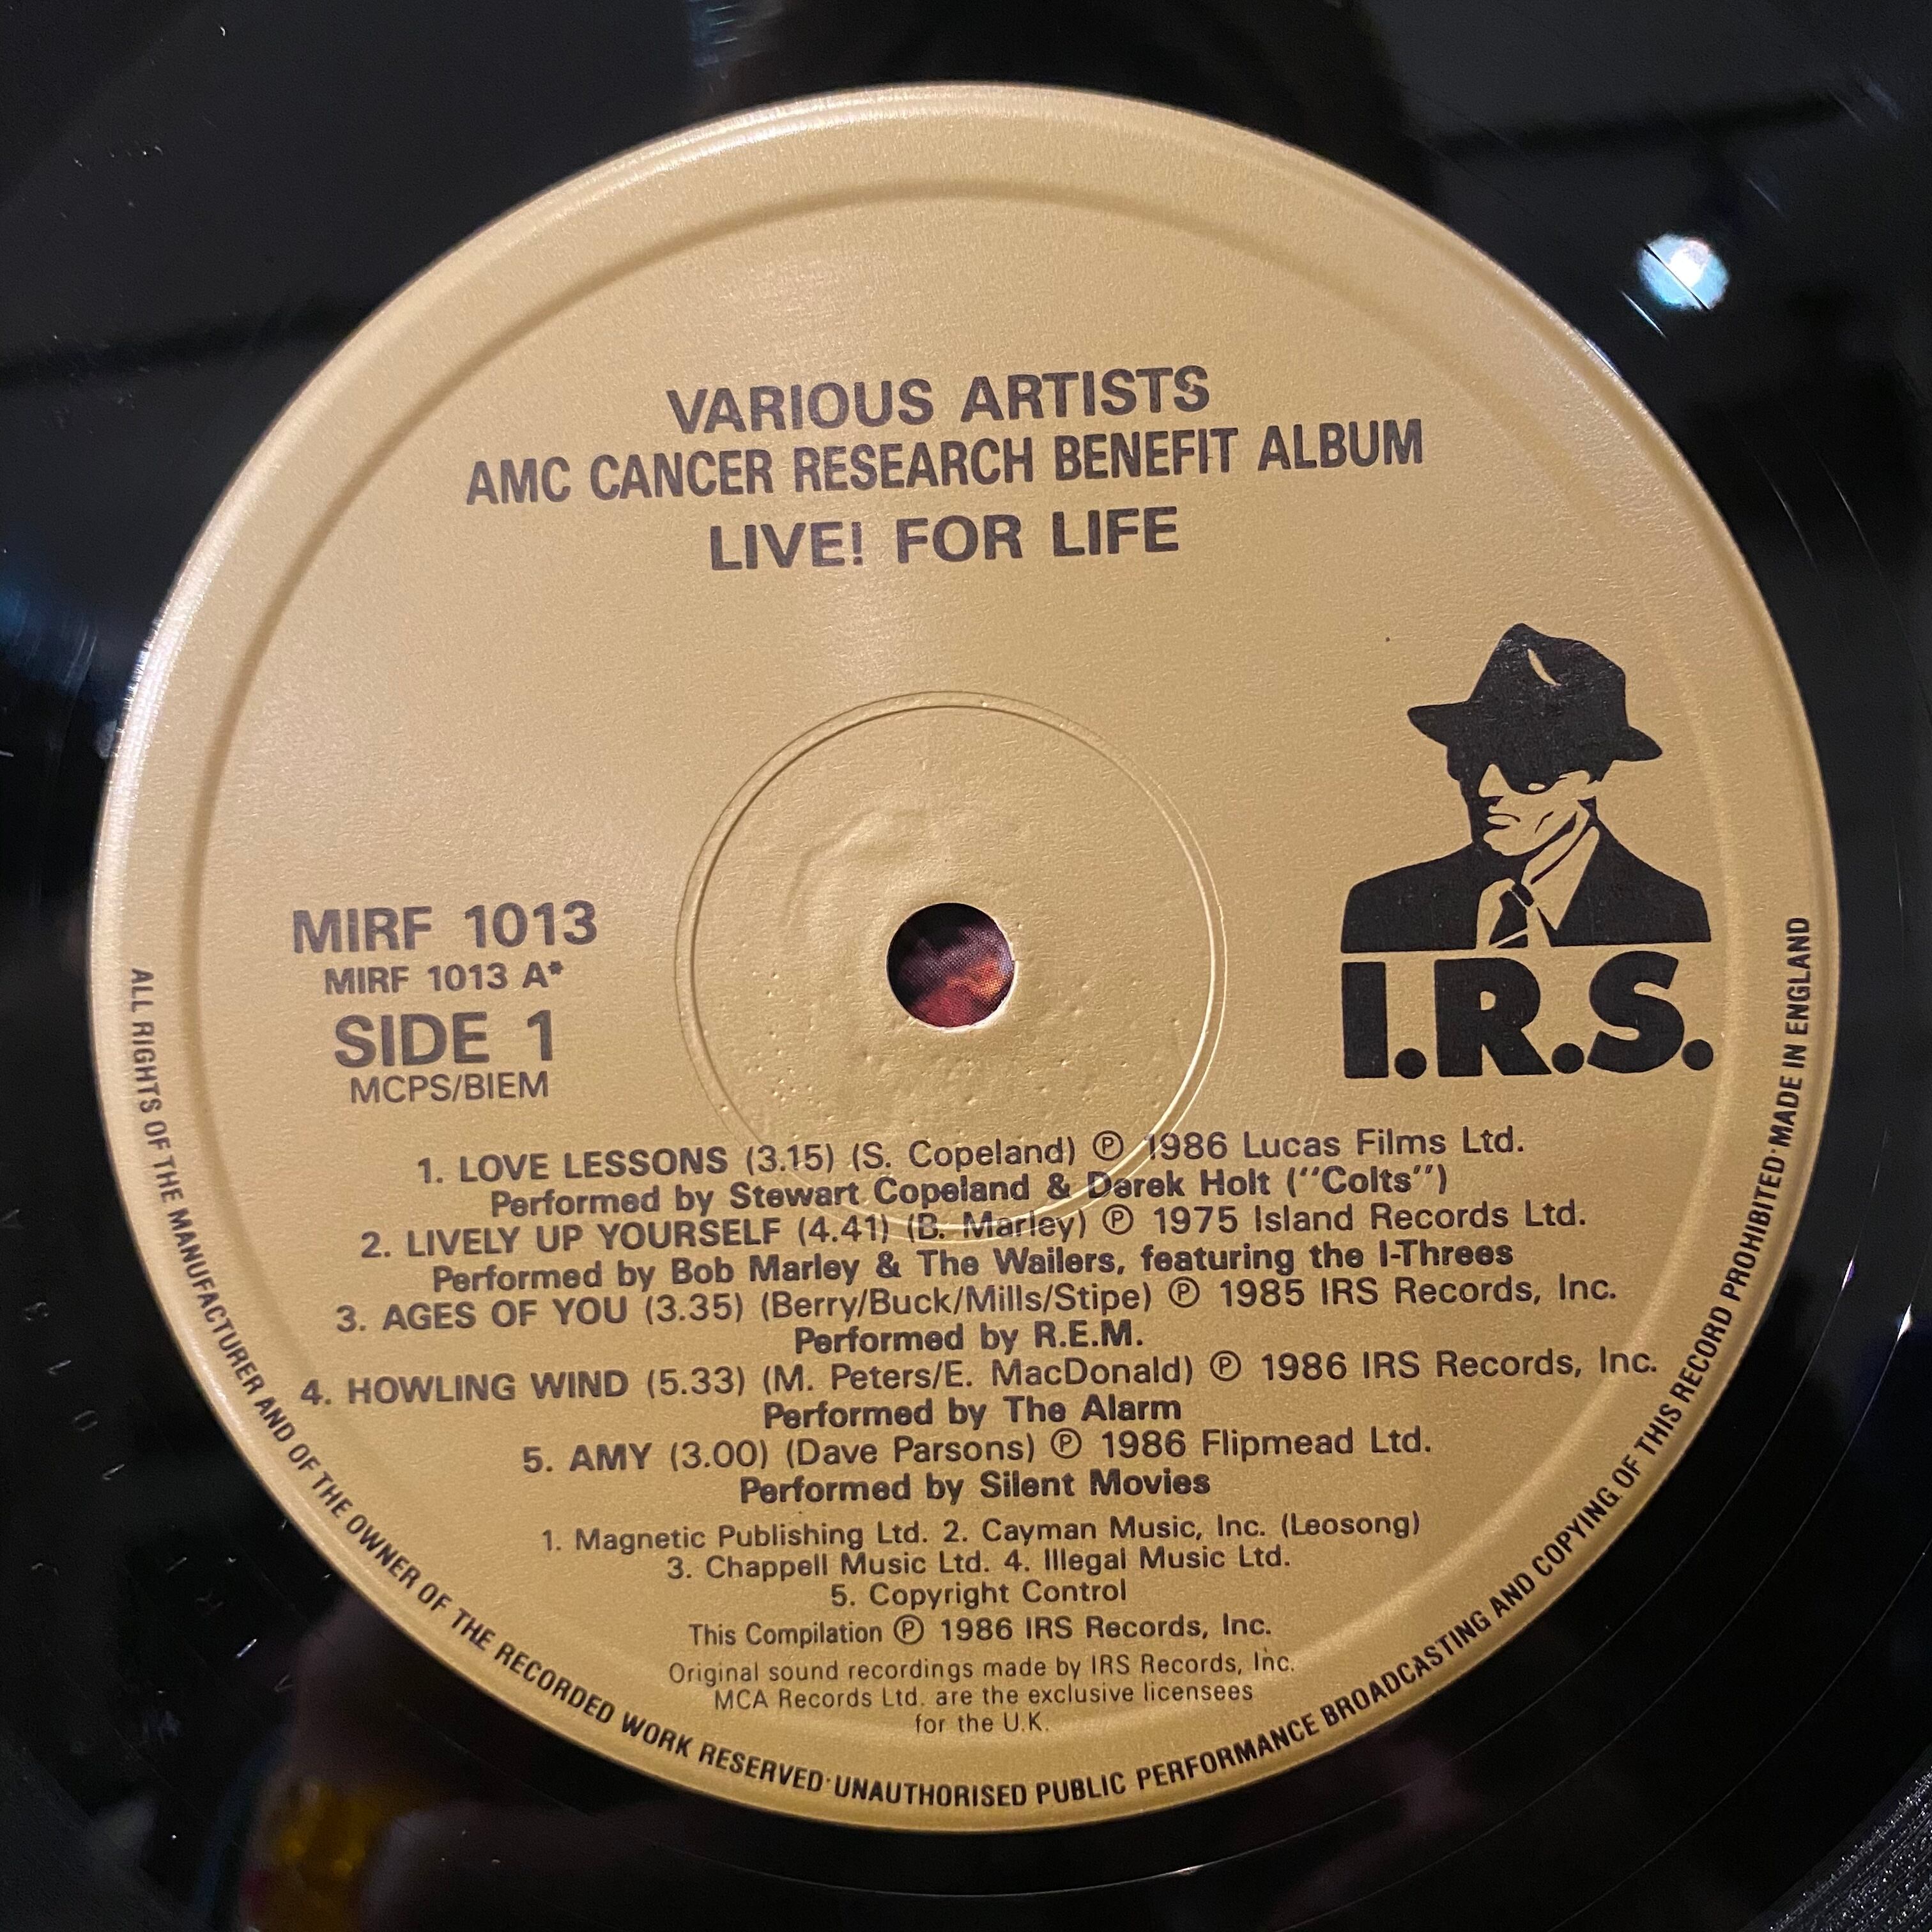 VARIOUS ARTISTS
AMC CANCER RESEARCH BENEFIT ALBUM
LIVE! FOR LIFE
MIRF 1013
MIRF 1013 A*
SIDE 1
MCPS/BIEM
I.R.S.
1. LOVE LESSONS (3.15) (S. Copeland) Ⓟ 1986 Lucas Films Ltd.
Performed by Stewart Copeland & Derek Holt ("Colts")
2. LIVELY UP YOURSELF (4.41) (B. Marley) Ⓟ 1975 Island Records Ltd.
Performed by Bob Marley & The Wailers, featuring the I-Threes
3. AGES OF YOU (3.35) (Berry/Buck/Mills/Stipe) Ⓟ 1985 IRS Records, Inc.
Performed by R.E.M.
4. HOWLING WIND (5.33) (M. Peters/E. MacDonald) Ⓟ 1986 IRS Records, Inc.
Performed by The Alarm
5. AMY (3.00) (Dave Parsons) Ⓟ 1986 Flipmead Ltd.
Performed by Silent Movies
1. Magnetic Publishing Ltd. 2. Cayman Music, Inc. (Leosong)
3. Chappell Music Ltd. 4. Illegal Music Ltd.
5. Copyright Control
This Compilation Ⓟ 1986 IRS Records, Inc.
Original sound recordings made by IRS Records, Inc.
MCA Records Ltd. are the exclusive licensees
for the U.K.
ALL RIGHTS OF THE MANUFACTURER AND OF THE OWNER OF THE RECORDED WORK RESERVED·UNAUTHORISED PUBLIC PERFORMANCE BROADCASTING AND COPYING OF THIS RECORD PROHIBITED·MADE IN ENGLAND